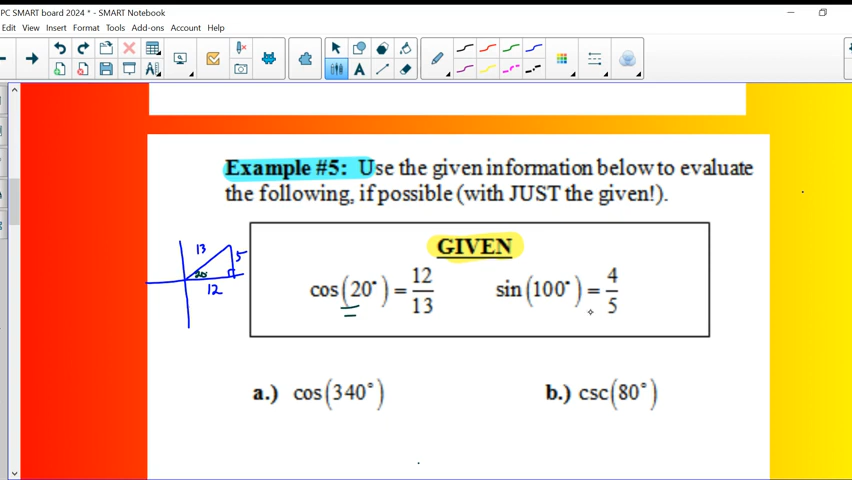 PC SMART board 2024 * - SMART Notebook
Edit View Insert Format Tools Add-ons Account Help
Example #5: Use the given information below to evaluate
the following, if possible (with JUST the given!).
GIVEN
cos(20°) = 12/13 sin(100°) = 4/5
13
5
20
12
a.) cos(340°) b.) csc(80°)